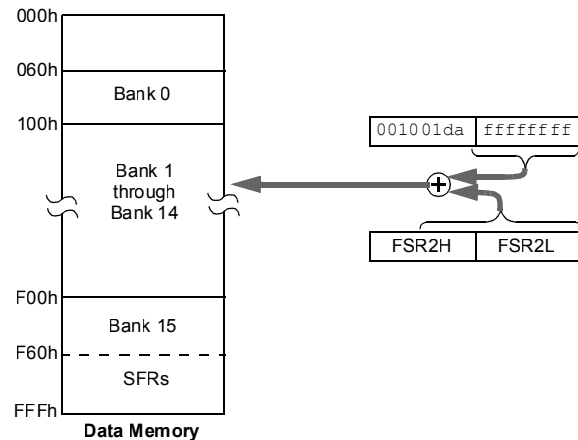 000h
060h
Bank 0
100h
001001da ffffffff
Bank 1
through
Bank 14
FSR2H FSR2L
F00h
Bank 15
F60h
SFRs
FFFh
Data Memory